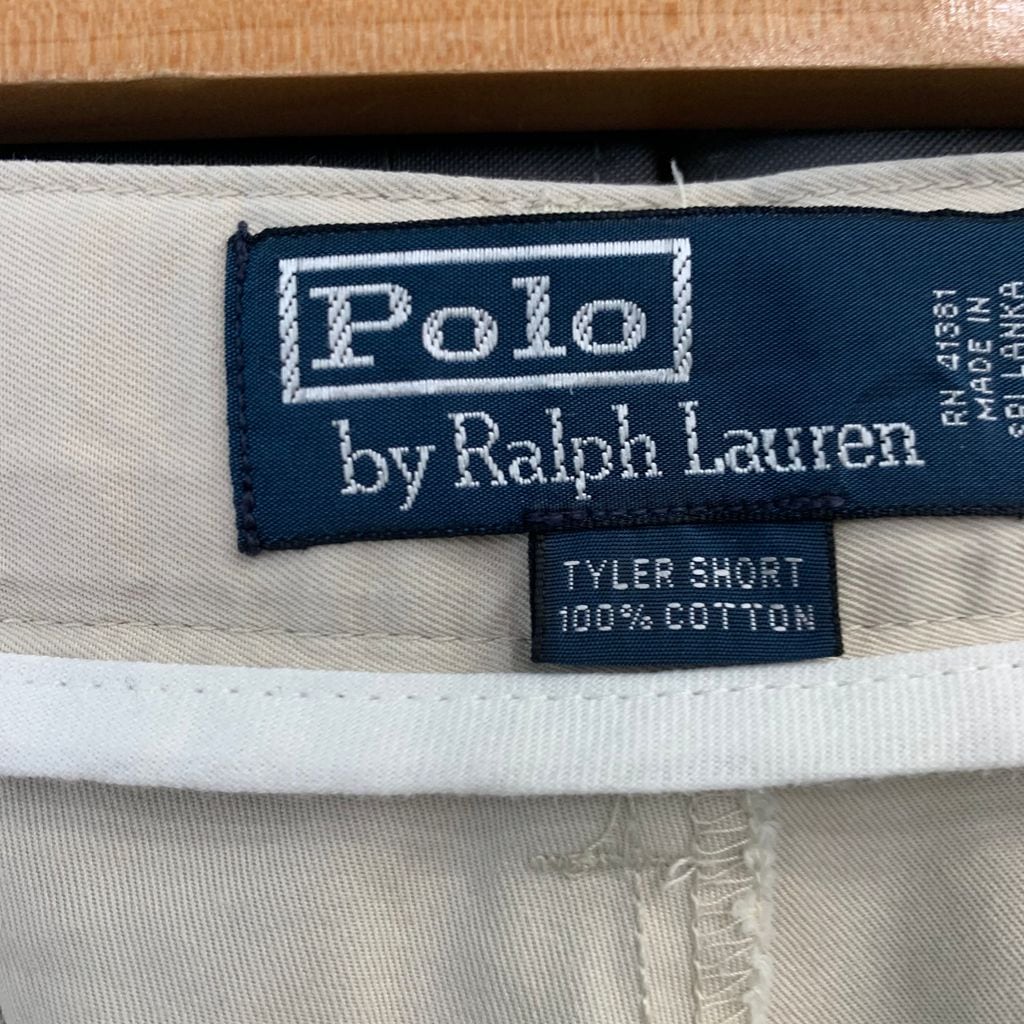 Polo
by Ralph Lauren
RN 41381
MADE IN
SRI LANKA
TYLER SHORT
100% COTTON